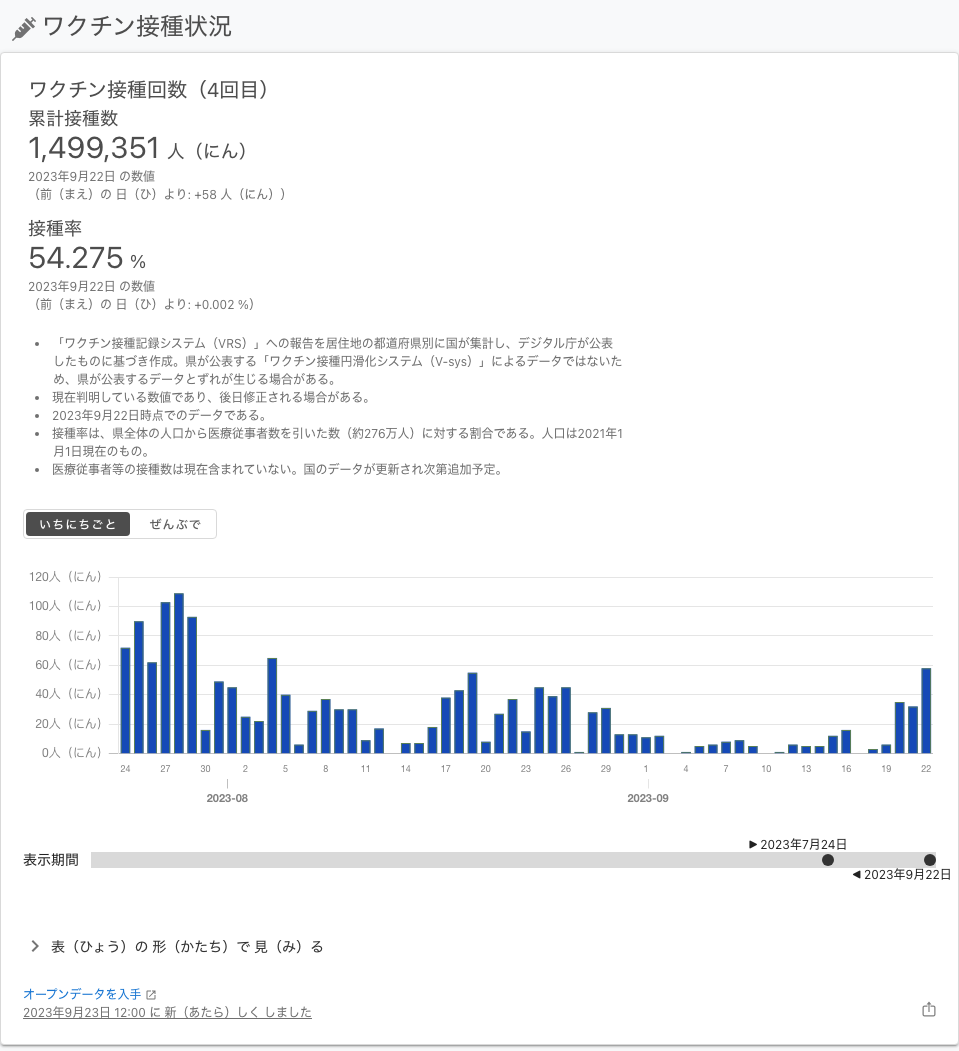 ワクチン接種状況
ワクチン接種回数（4回目）
累計接種数
1,499,351 人（にん）
2023年9月22日 の数値
（前（まえ）の 日（ひ）より: +58 人（にん））
接種率
54.275 %
2023年9月22日 の数値
（前（まえ）の 日（ひ）より: +0.002 %）
• 「ワクチン接種記録システム（VRS）」への報告を居住地の都道府県別に国が集計し、デジタル庁が公表
したものに基づき作成。県が公表する「ワクチン接種円滑化システム（V-sys）」によるデータではないた
め、県が公表するデータとずれが生じる場合がある。
• 現在判明している数値であり、後日修正される場合がある。
• 2023年9月22日時点でのデータである。
• 接種率は、県全体の人口から医療従事者数を引いた数（約276万人）に対する割合である。人口は2021年1
月1日現在のもの。
• 医療従事者等の接種数は現在含まれていない。国のデータが更新され次第追加予定。
いちにちごと ぜんぶで
120人（にん）
100人（にん）
80人（にん）
60人（にん）
40人（にん）
20人（にん）
0人（にん）
24 27 30 2 5 8 11 14 17 20 23 26 29 1 4 7 10 13 16 19 22
2023-08 2023-09
▶ 2023年7月24日
表示期間
◀ 2023年9月22日
表（ひょう）の 形（かたち）で 見（み）る
オープンデータを入手
2023年9月23日 12:00 に 新（あたら）しく しました